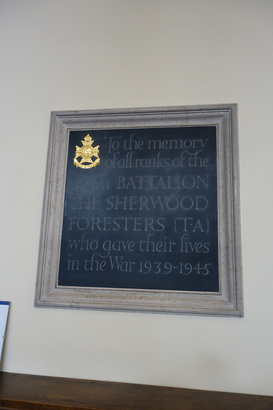 To the memory
of all ranks of the
BATTALION
THE SHERWOOD
FORESTERS [TA]
who gave their lives
in the War 1939-1945